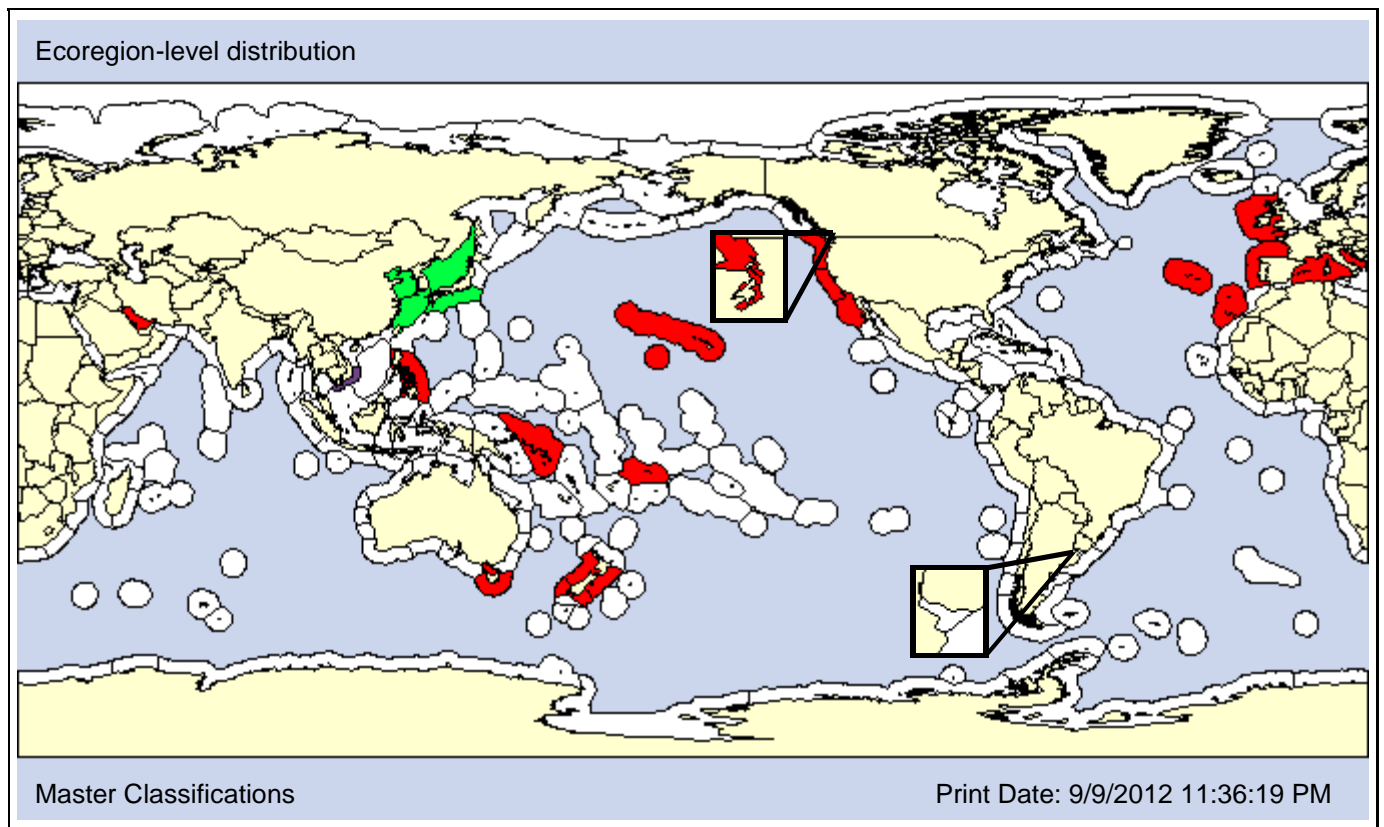 Ecoregion-level distribution
Master Classifications
Print Date: 9/9/2012 11:36:19 PM